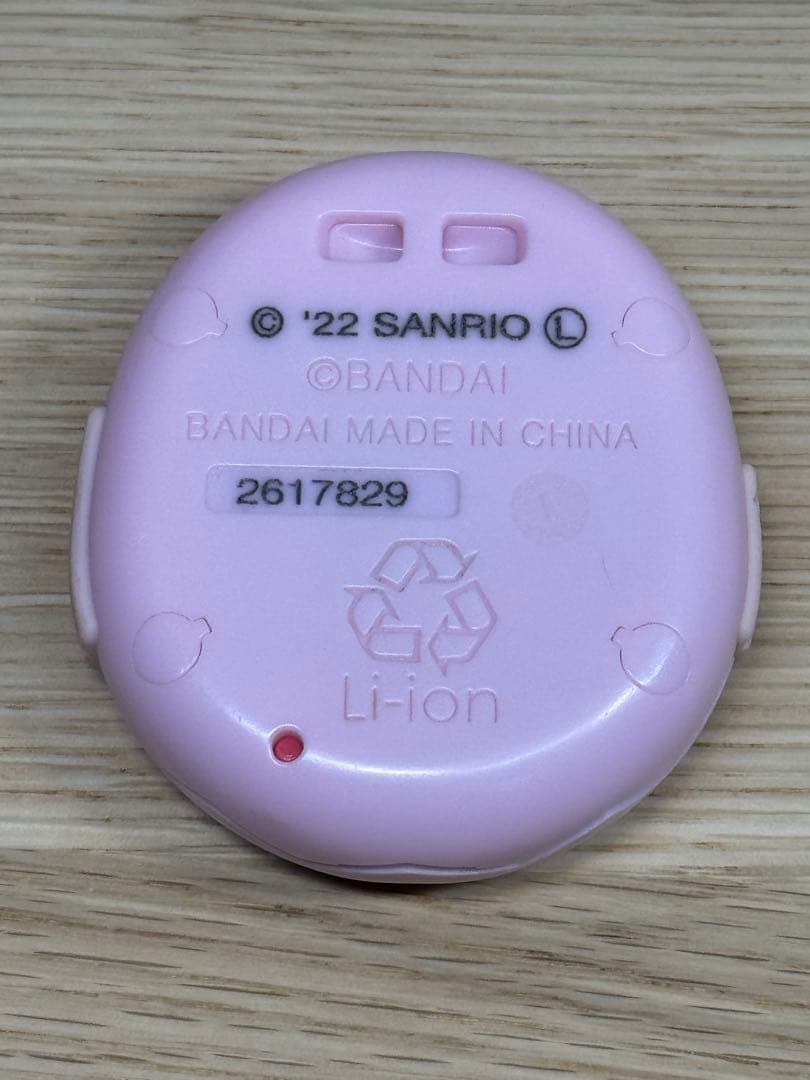 © '22 SANRIO Ⓛ
©BANDAI
BANDAI MADE IN CHINA
2617829
Li-ion